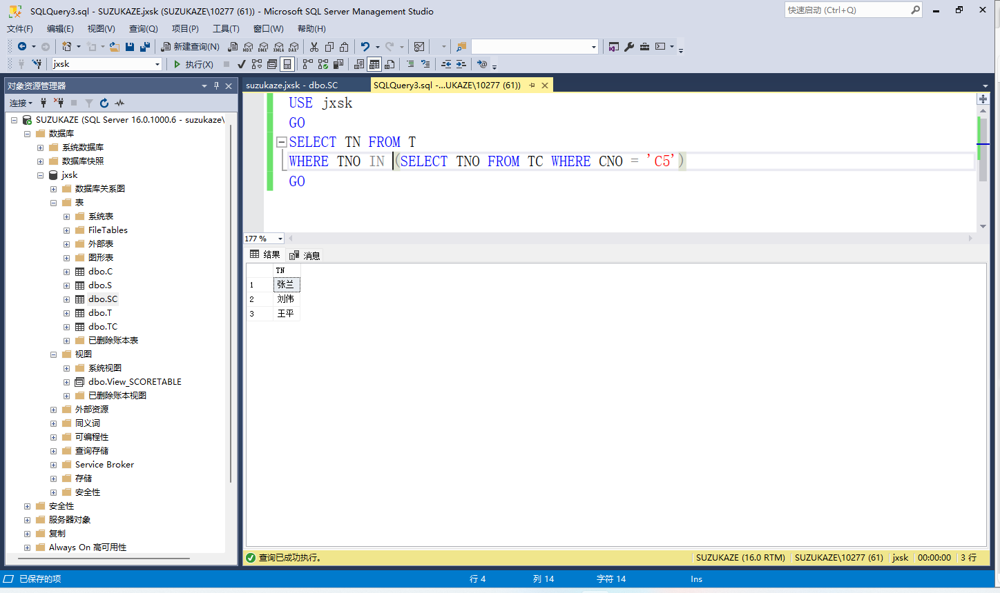 SQLQuery3.sql - SUZUKAZE.jxsk (SUZUKAZE\10277 (61)) - Microsoft SQL Server Management Studio
快速启动 (Ctrl+Q)
文件(F) 编辑(E) 视图(V) 查询(Q) 项目(P) 工具(T) 窗口(W) 帮助(H)
新建查询(N) MDX DMX XMLA DAX
jxsk 执行(X)
对象资源管理器
连接
SUZUKAZE (SQL Server 16.0.1000.6 - suzukaze\
数据库
系统数据库
数据库快照
jxsk
数据库关系图
表
系统表
FileTables
外部表
图形表
dbo.C
dbo.S
dbo.SC
dbo.T
dbo.TC
已删除账本表
视图
系统视图
dbo.View_SCORETABLE
已删除账本视图
外部资源
同义词
可编程性
查询存储
Service Broker
存储
安全性
安全性
服务器对象
复制
Always On 高可用性
suzukaze.jxsk - dbo.SC
SQLQuery3.sql -...UKAZE\10277 (61))
USE jxsk
GO
SELECT TN FROM T
WHERE TNO IN (SELECT TNO FROM TC WHERE CNO = 'C5')
GO
177 %
结果 消息
TN
1 张兰
2 刘伟
3 王平
查询已成功执行。 SUZUKAZE (16.0 RTM) SUZUKAZE\10277 (61) jxsk 00:00:00 3 行
已保存的项 行 4 列 14 字符 14 Ins